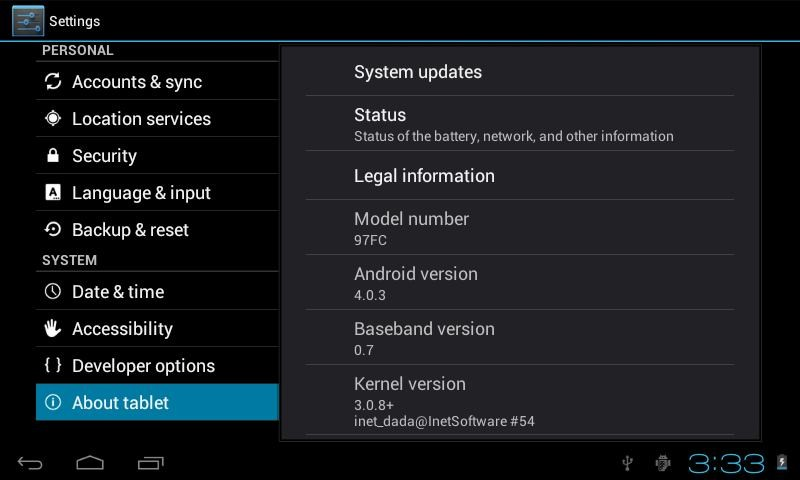 Settings
PERSONAL
Accounts & sync
Location services
Security
Language & input
Backup & reset
SYSTEM
Date & time
Accessibility
Developer options
About tablet
System updates
Status
Status of the battery, network, and other information
Legal information
Model number
97FC
Android version
4.0.3
Baseband version
0.7
Kernel version
3.0.8+
inet_dada@InetSoftware #54
3:33